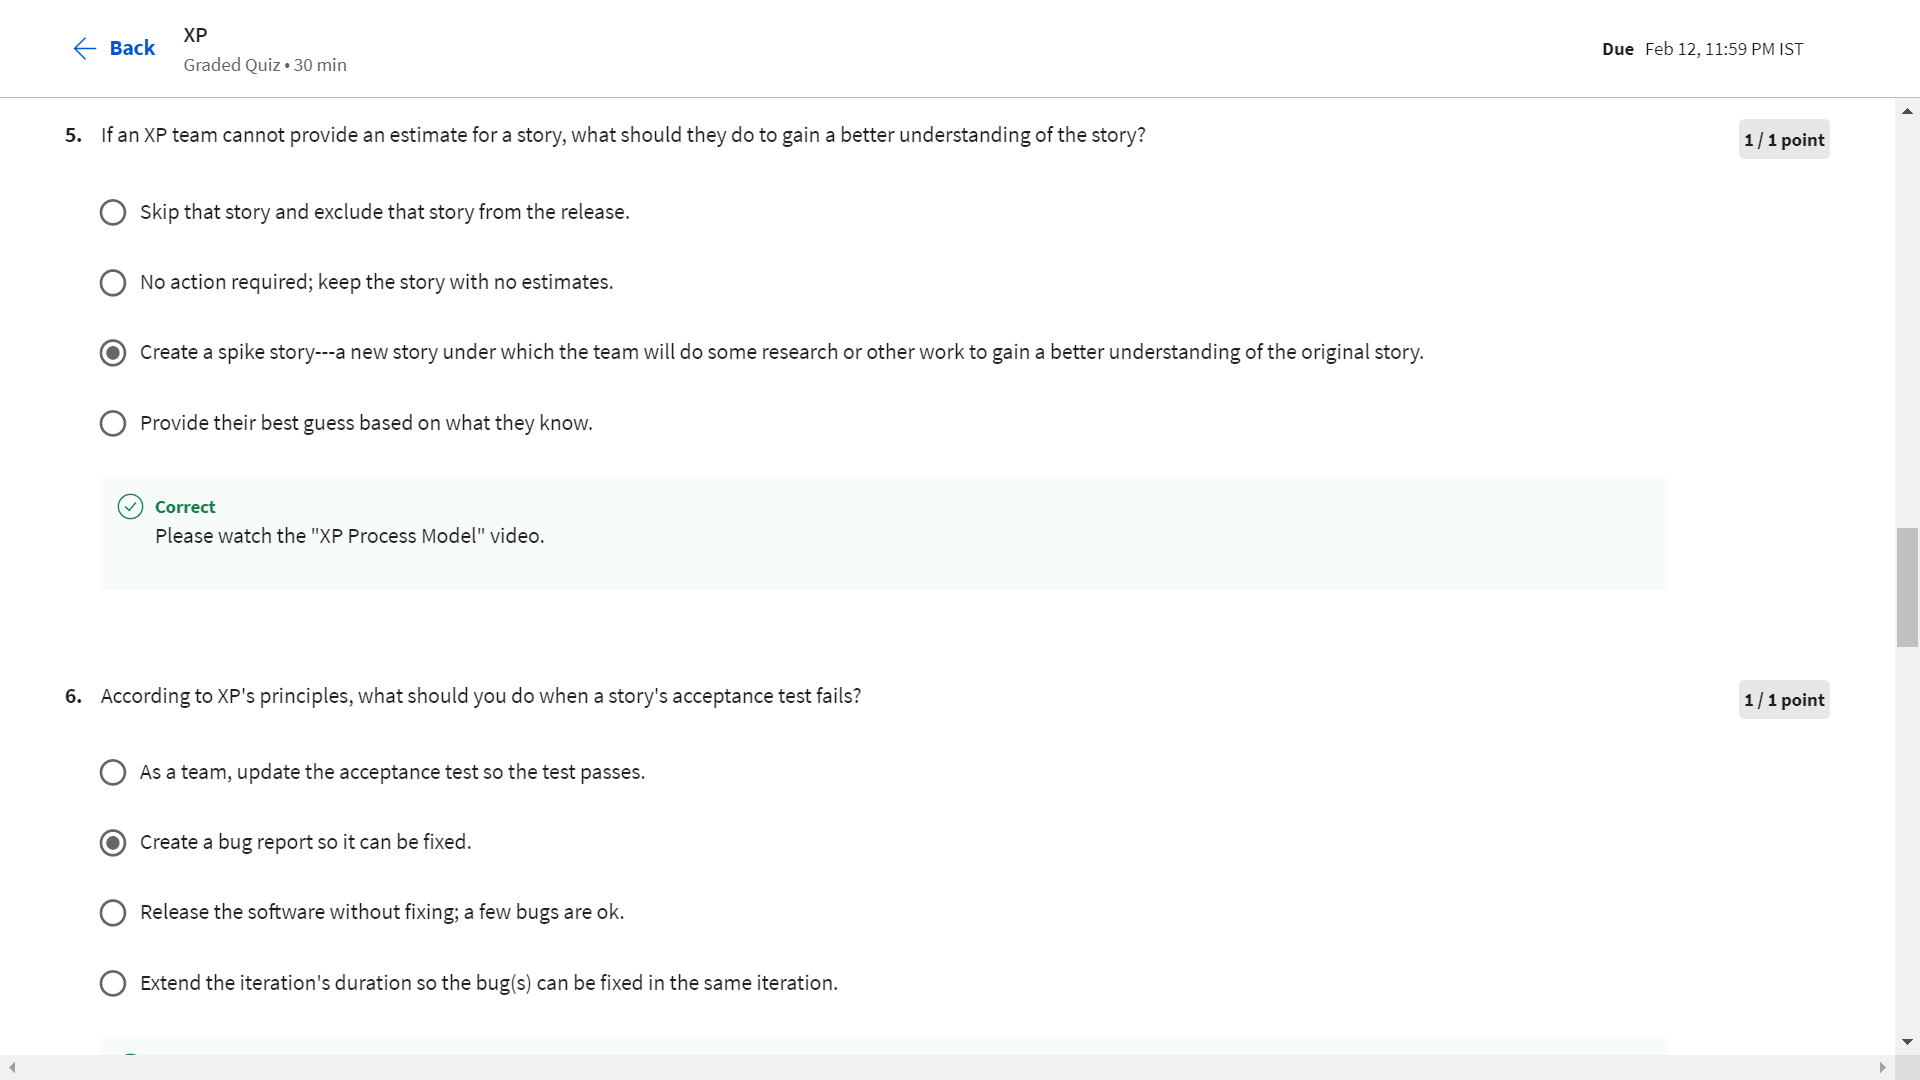 Back
XP
Graded Quiz • 30 min
Due Feb 12, 11:59 PM IST
5. If an XP team cannot provide an estimate for a story, what should they do to gain a better understanding of the story?
1 / 1 point
Skip that story and exclude that story from the release.
No action required; keep the story with no estimates.
Create a spike story---a new story under which the team will do some research or other work to gain a better understanding of the original story.
Provide their best guess based on what they know.
Correct
Please watch the "XP Process Model" video.
6. According to XP's principles, what should you do when a story's acceptance test fails?
1 / 1 point
As a team, update the acceptance test so the test passes.
Create a bug report so it can be fixed.
Release the software without fixing; a few bugs are ok.
Extend the iteration's duration so the bug(s) can be fixed in the same iteration.